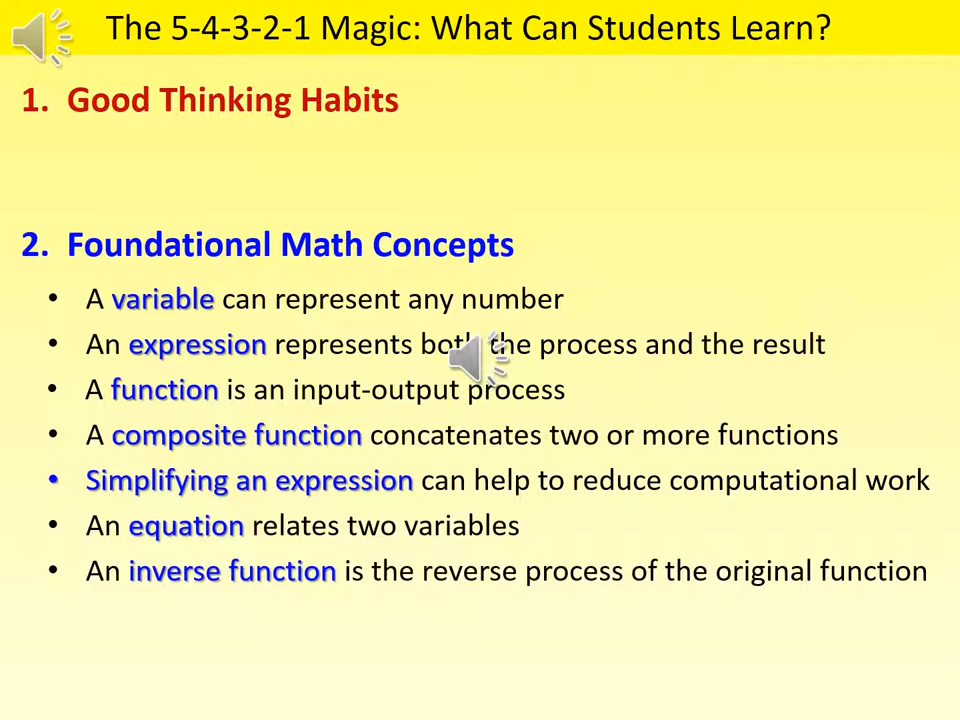 The 5-4-3-2-1 Magic: What Can Students Learn?
1. Good Thinking Habits
2. Foundational Math Concepts
• A variable can represent any number
• An expression represents both the process and the result
• A function is an input-output process
• A composite function concatenates two or more functions
• Simplifying an expression can help to reduce computational work
• An equation relates two variables
• An inverse function is the reverse process of the original function